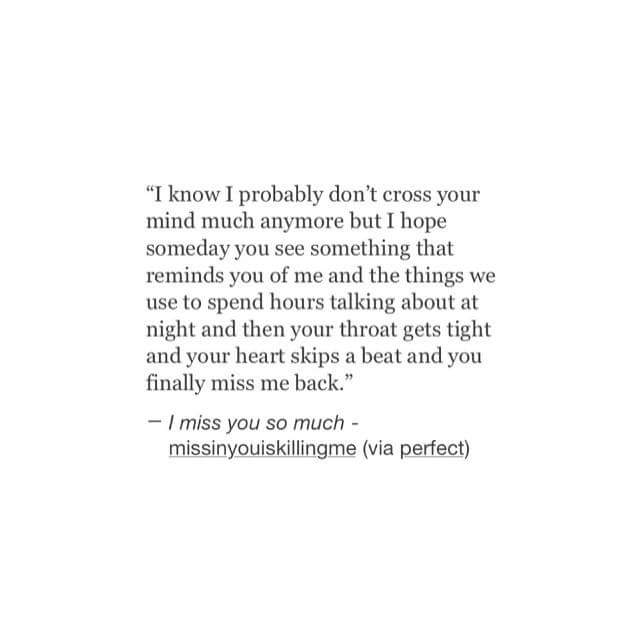 “I know I probably don’t cross your
mind much anymore but I hope
someday you see something that
reminds you of me and the things we
use to spend hours talking about at
night and then your throat gets tight
and your heart skips a beat and you
finally miss me back.”
— I miss you so much -
missinyouiskillingme (via perfect)